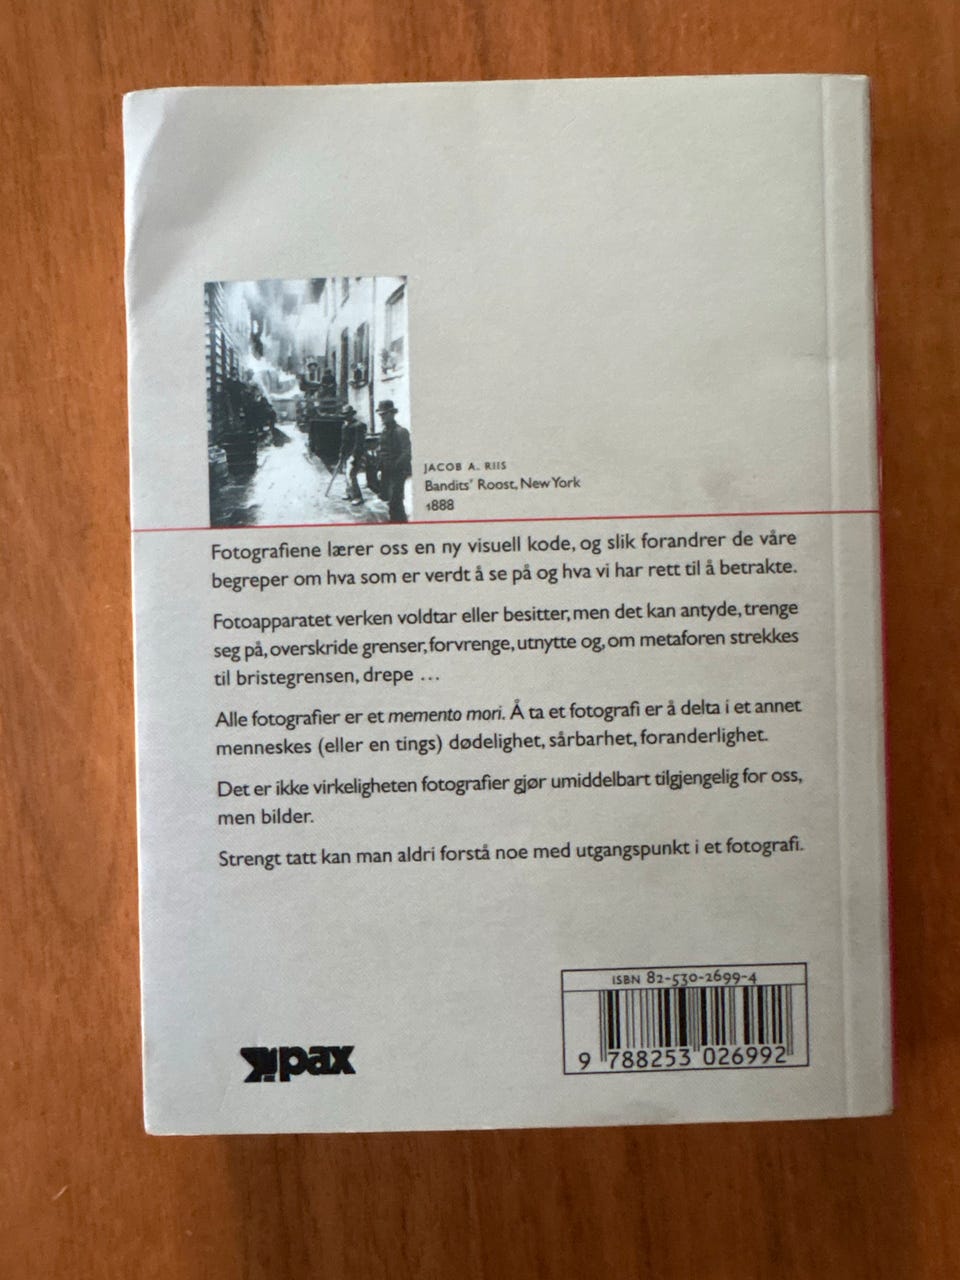 JACOB A. RIIS
Bandits' Roost, New York
1888
Fotografiene lærer oss en ny visuell kode, og slik forandrer de våre
begreper om hva som er verdt å se på og hva vi har rett til å betrakte.
Fotoapparatet verken voldtar eller besitter, men det kan antyde, trenge
seg på, overskride grenser, forvrenge, utnytte og, om metaforen strekkes
til bristegrensen, drepe …
Alle fotografier er et memento mori. Å ta et fotografi er å delta i et annet
menneskes (eller en tings) dødelighet, sårbarhet, foranderlighet.
Det er ikke virkeligheten fotografier gjør umiddelbart tilgjengelig for oss,
men bilder.
Strengt tatt kan man aldri forstå noe med utgangspunkt i et fotografi.
ISBN 82-530-2699-4
9 788253 026992
pax